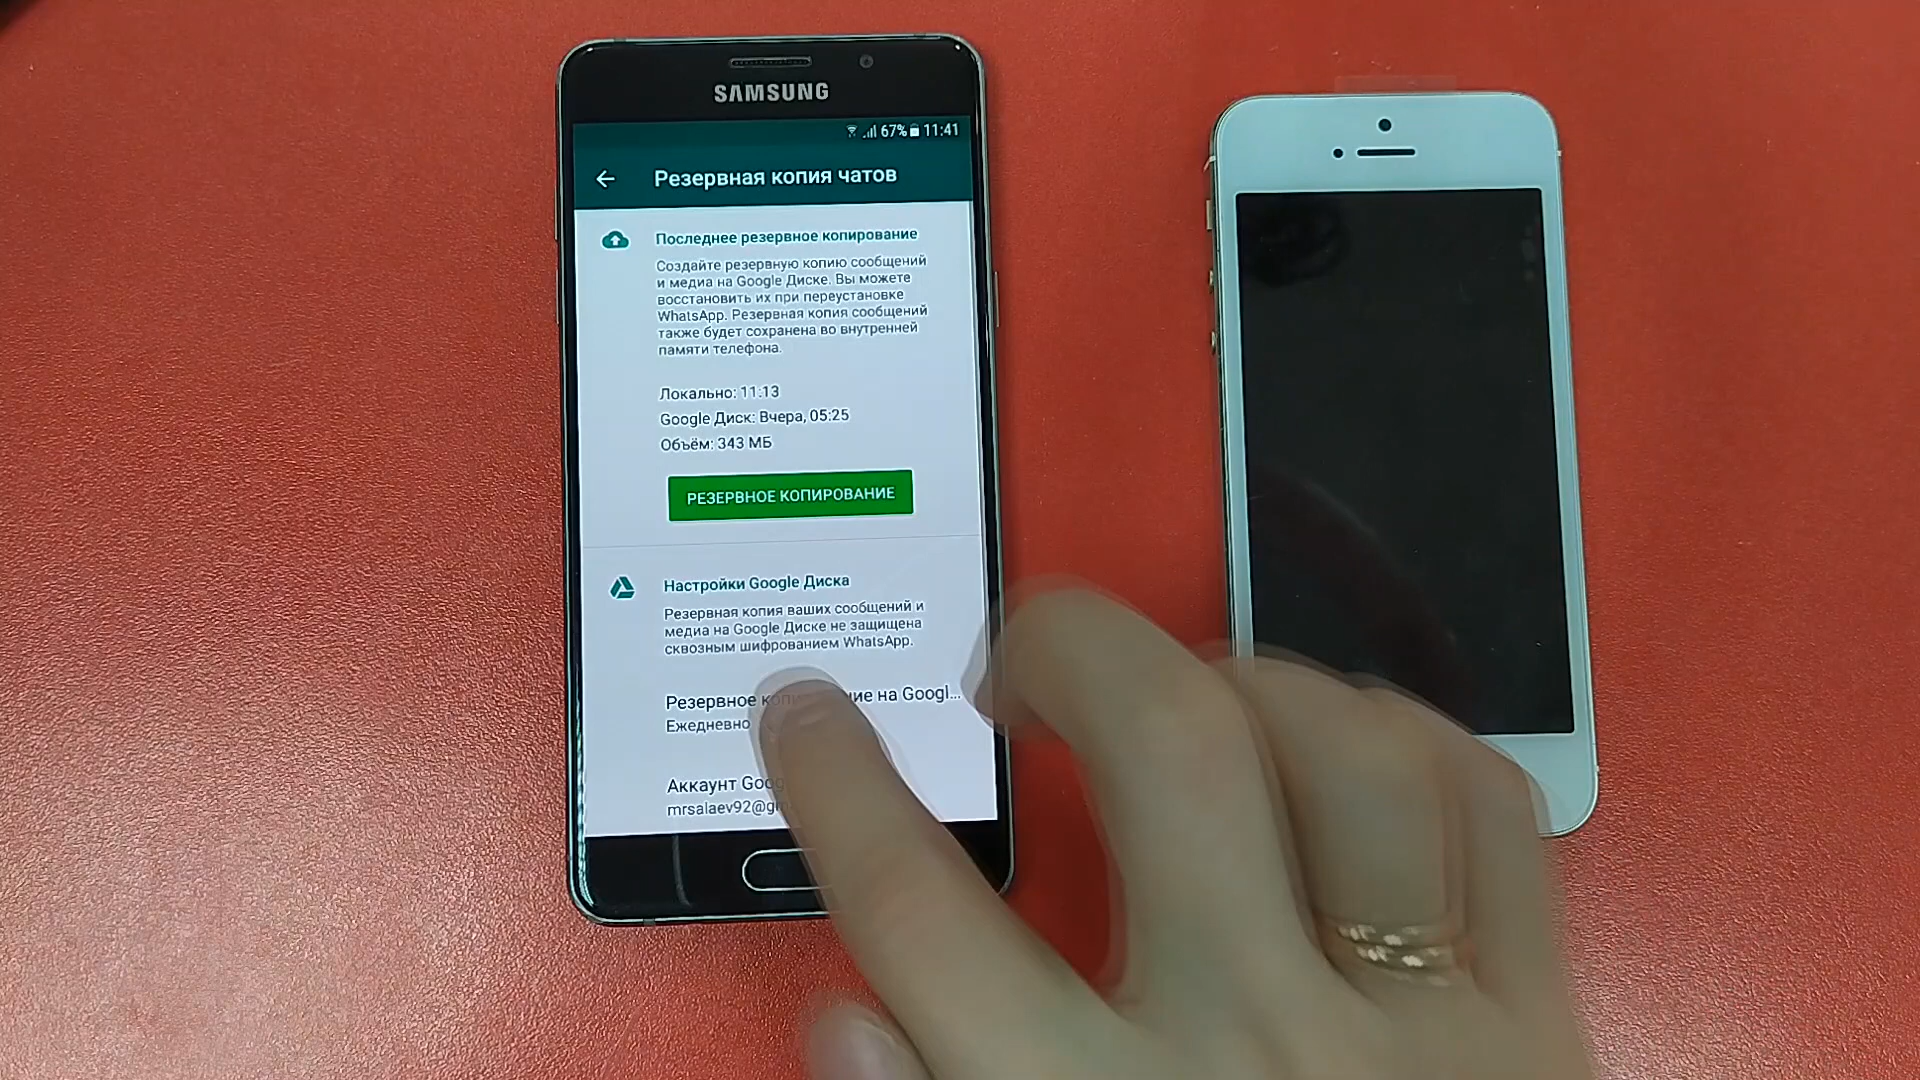 SAMSUNG
67% 11:41
Резервная копия чатов
Последнее резервное копирование
Создайте резервную копию сообщений
и медиа на Google Диске. Вы можете
восстановить их при переустановке
WhatsApp. Резервная копия сообщений
также будет сохранена во внутренней
памяти телефона.
Локально: 11:13
Google Диск: Вчера, 05:25
Объём: 343 МБ
РЕЗЕРВНОЕ КОПИРОВАНИЕ
Настройки Google Диска
Резервная копия ваших сообщений и
медиа на Google Диске не защищена
сквозным шифрованием WhatsApp.
Резервное на Googl...
Ежедневно
Аккаунт